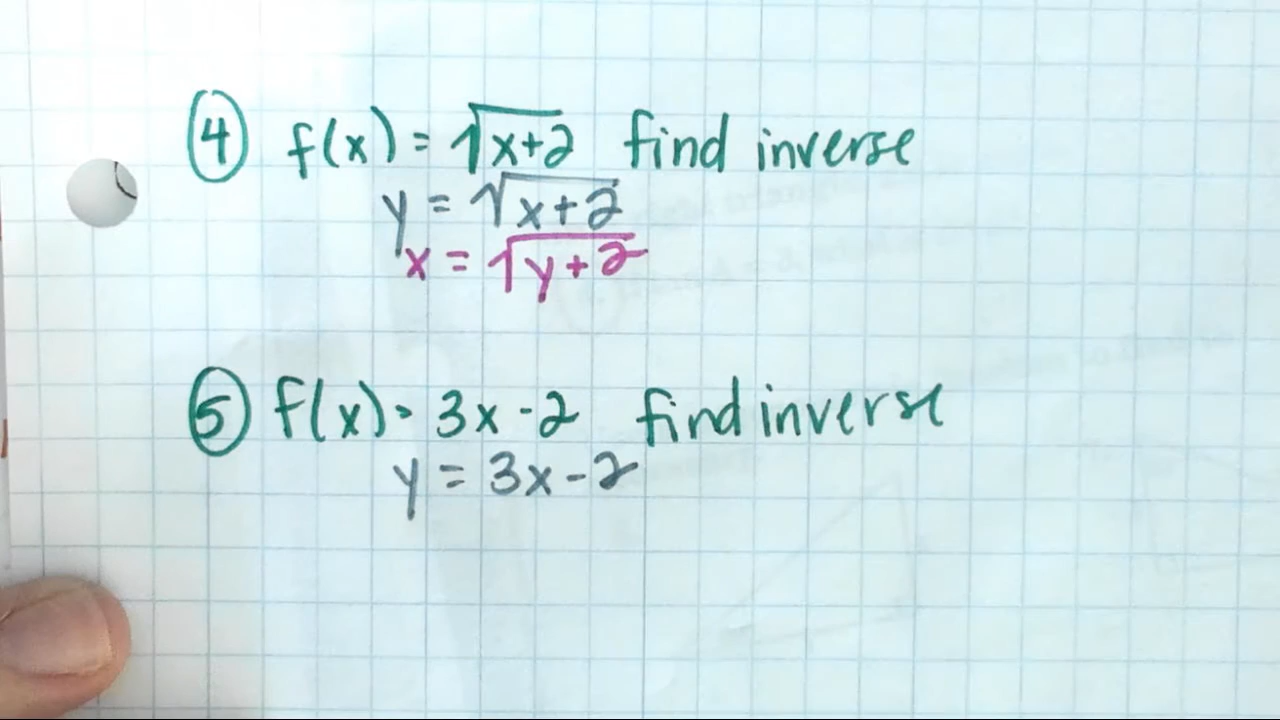 ④ f(x) = √x+2 find inverse
y = √x+2
x = √y+2
⑤ f(x) = 3x - 2 find inverse
y = 3x - 2